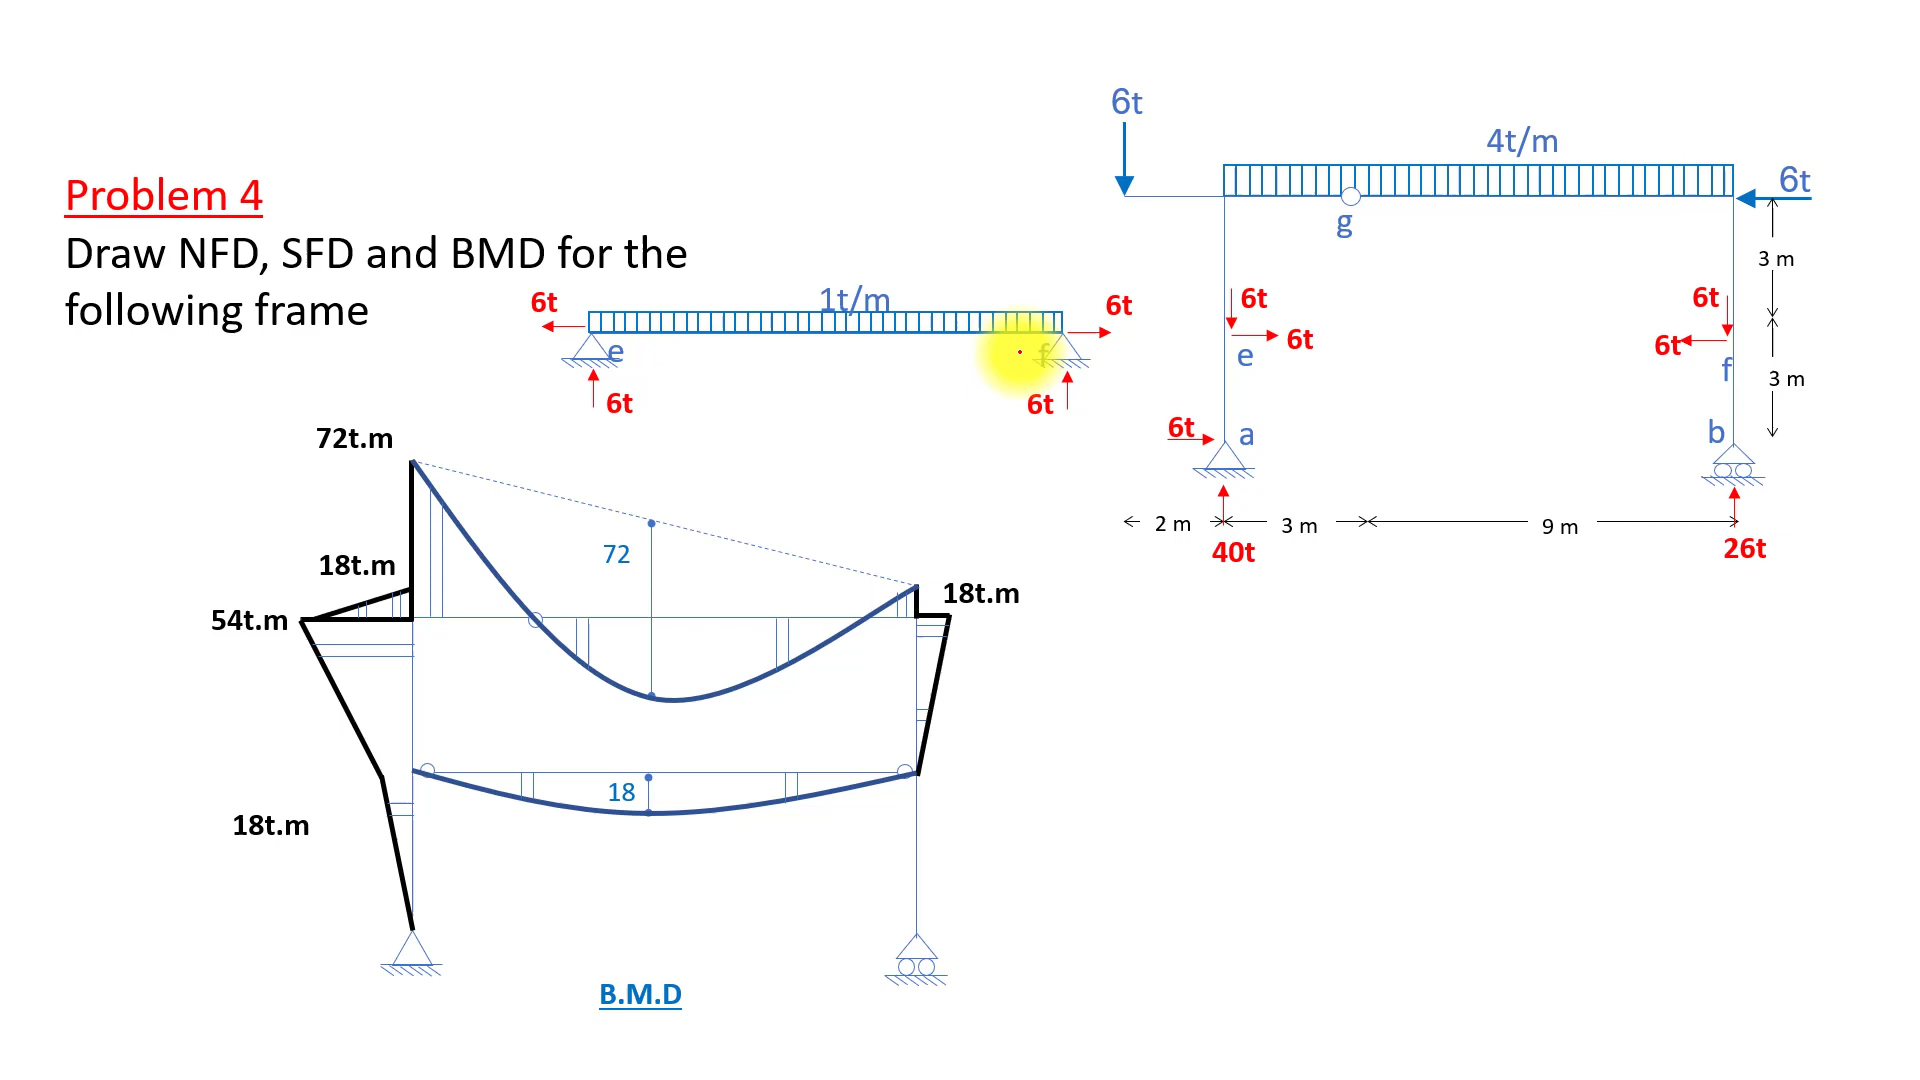 Problem 4
Draw NFD, SFD and BMD for the
following frame
6t
1t/m
6t
e
f
6t
6t
6t
4t/m
6t
g
3 m
6t
6t
6t
6t
e
f
3 m
6t
a
b
2 m
3 m
9 m
40t
26t
72t.m
72
18t.m
18t.m
54t.m
18
18t.m
B.M.D